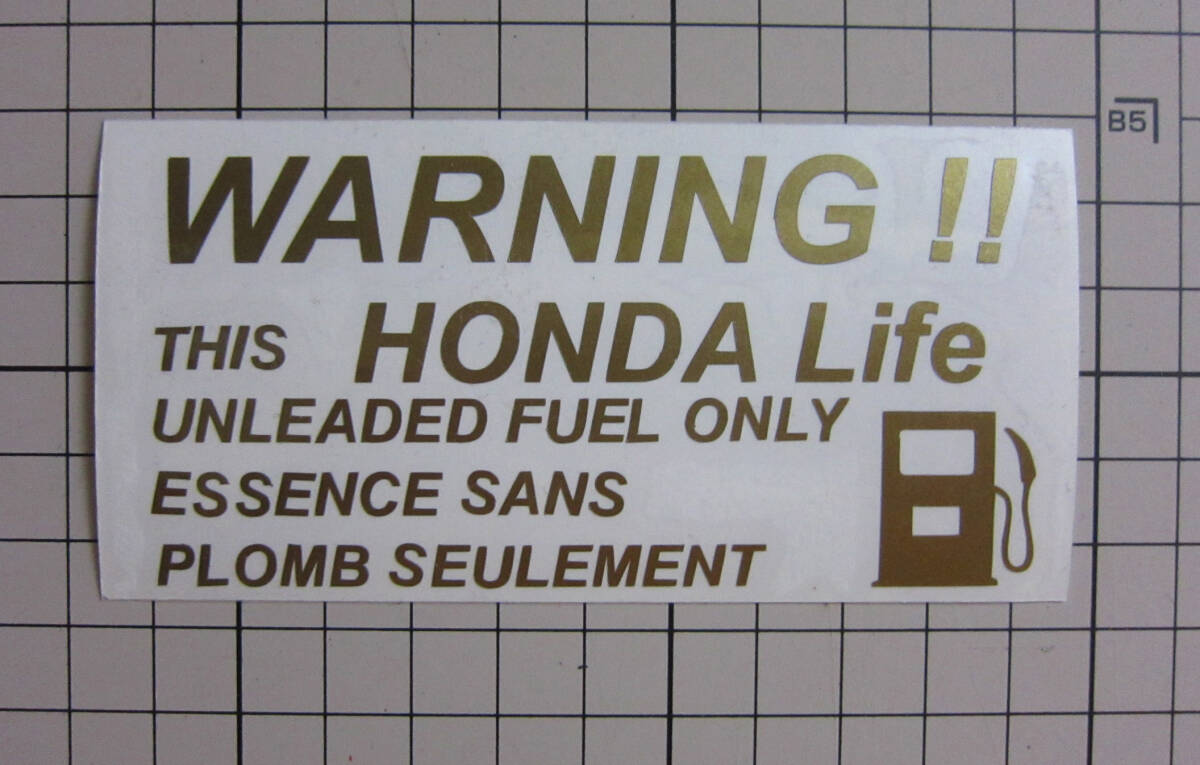 WARNING !!
THIS HONDA Life
UNLEADED FUEL ONLY
ESSENCE SANS
PLOMB SEULEMENT
B5